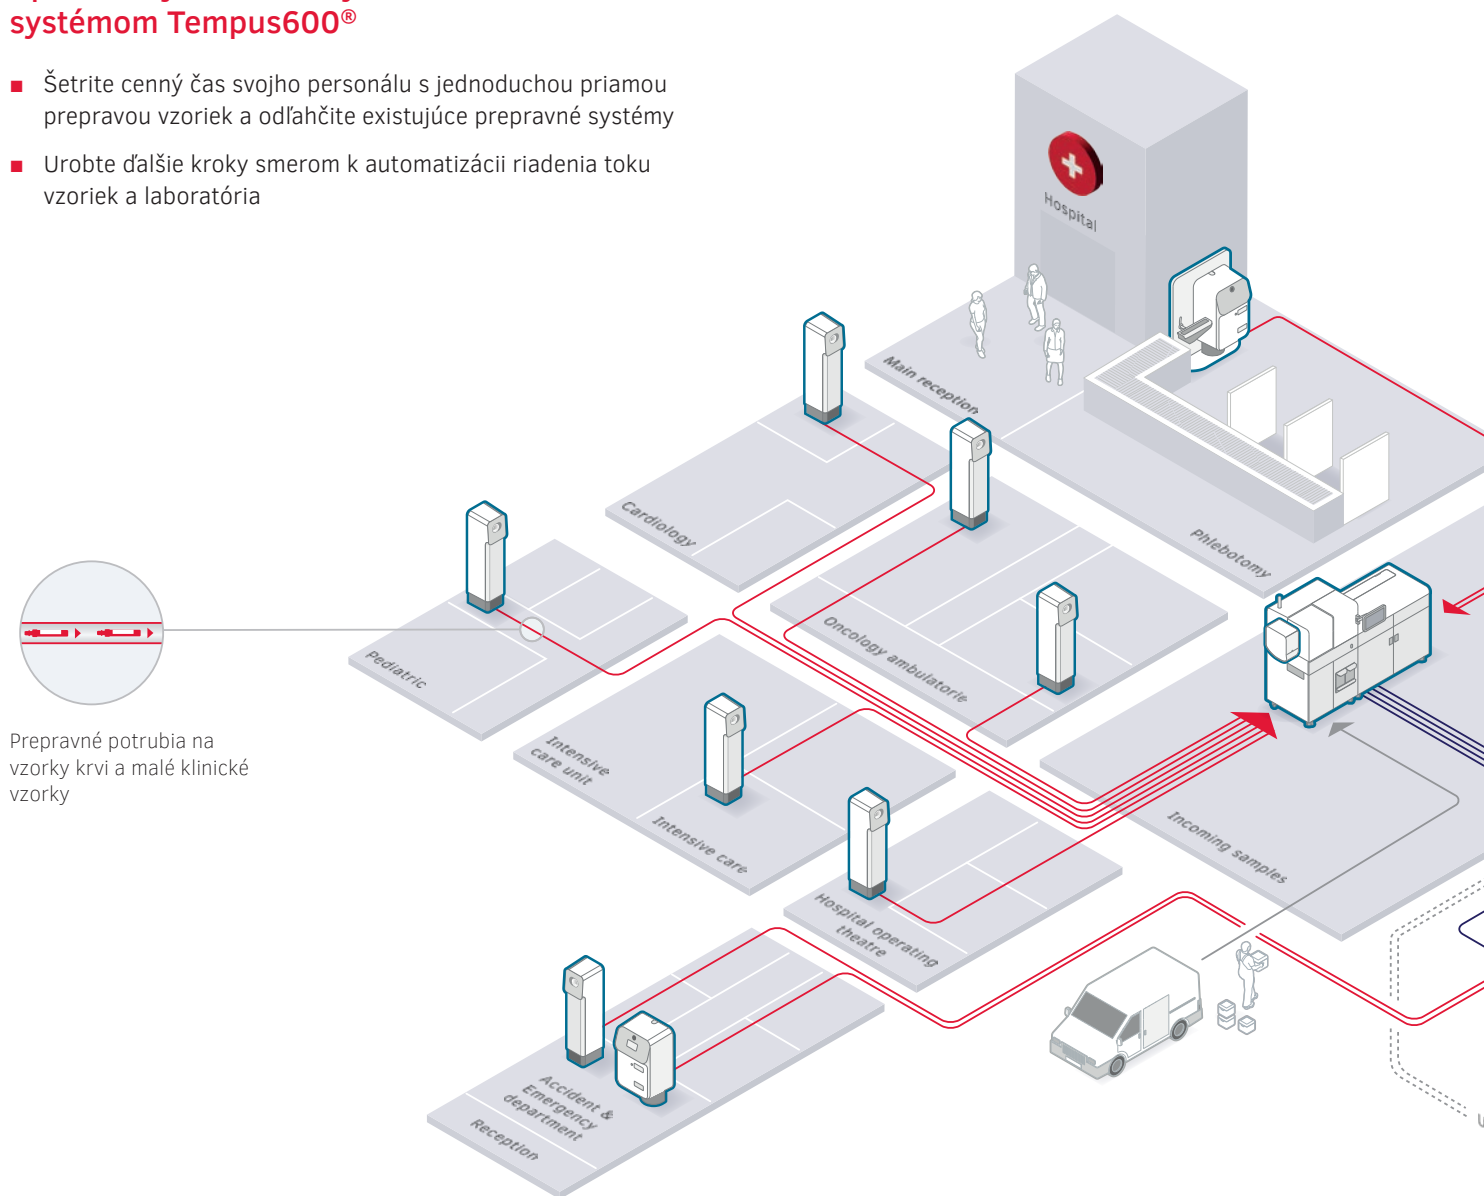 systémom Tempus600®
■ Šetrite cenný čas svojho personálu s jednoduchou priamou
prepravou vzoriek a odľahčite existujúce prepravné systémy
■ Urobte ďalšie kroky smerom k automatizácii riadenia toku
vzoriek a laboratória
Hospital
Main reception
Cardiology
Phlebotomy
Pediatric
Oncology ambulatorie
Prepravné potrubia na
vzorky krvi a malé klinické
vzorky
Intensive
care unit
Intensive care
Incoming samples
Hospital operating
theatre
Accident &
Emergency
department
Reception